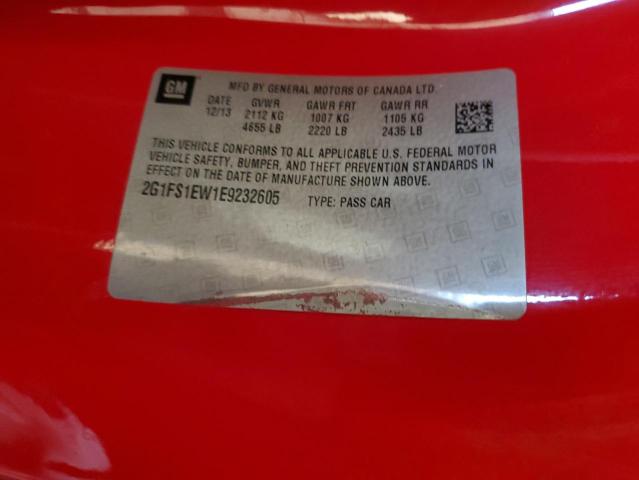 GM
MFD BY GENERAL MOTORS OF CANADA LTD.
DATE GVWR GAWR FRT GAWR RR
12/13 2112 KG 1007 KG 1105 KG
4655 LB 2220 LB 2435 LB
THIS VEHICLE CONFORMS TO ALL APPLICABLE U.S. FEDERAL MOTOR
VEHICLE SAFETY, BUMPER, AND THEFT PREVENTION STANDARDS IN
EFFECT ON THE DATE OF MANUFACTURE SHOWN ABOVE.
2G1FS1EW1E9232605 TYPE: PASS CAR